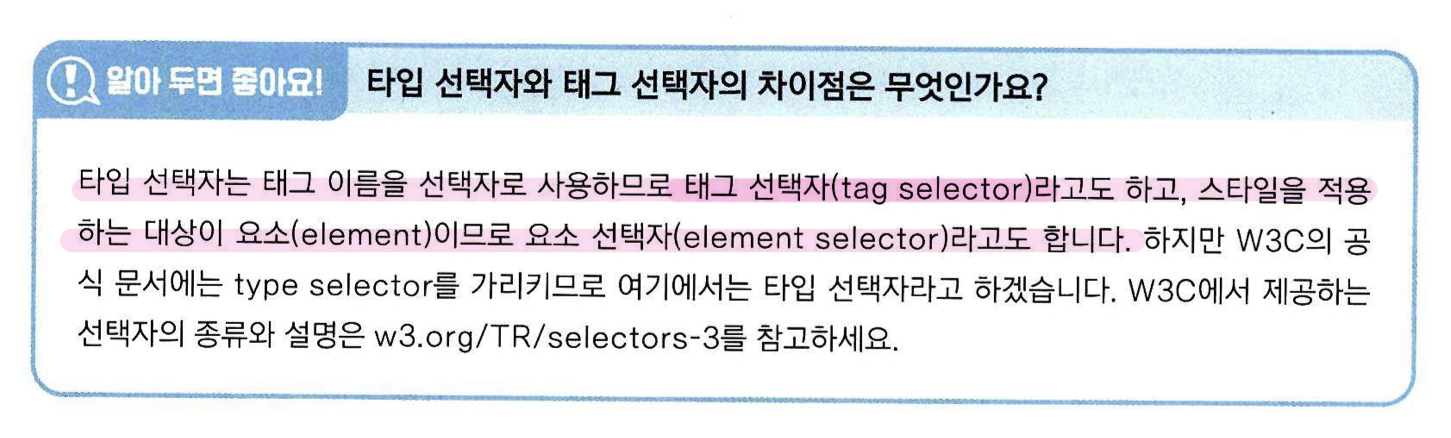 알아 두면 좋아요! 타입 선택자와 태그 선택자의 차이점은 무엇인가요?
타입 선택자는 태그 이름을 선택자로 사용하므로 태그 선택자(tag selector)라고도 하고, 스타일을 적용
하는 대상이 요소(element)이므로 요소 선택자(element selector)라고도 합니다. 하지만 W3C의 공
식 문서에는 type selector를 가리키므로 여기에서는 타입 선택자라고 하겠습니다. W3C에서 제공하는
선택자의 종류와 설명은 w3.org/TR/selectors-3를 참고하세요.